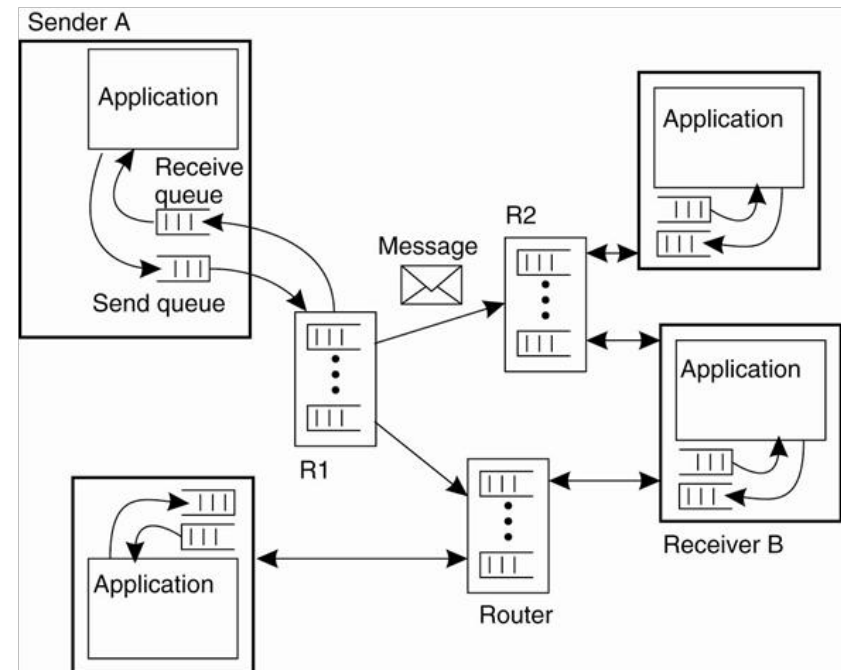 Sender A
Application
Receive
queue
Send queue
Message
R1
R2
Application
Application
Receiver B
Router
Application